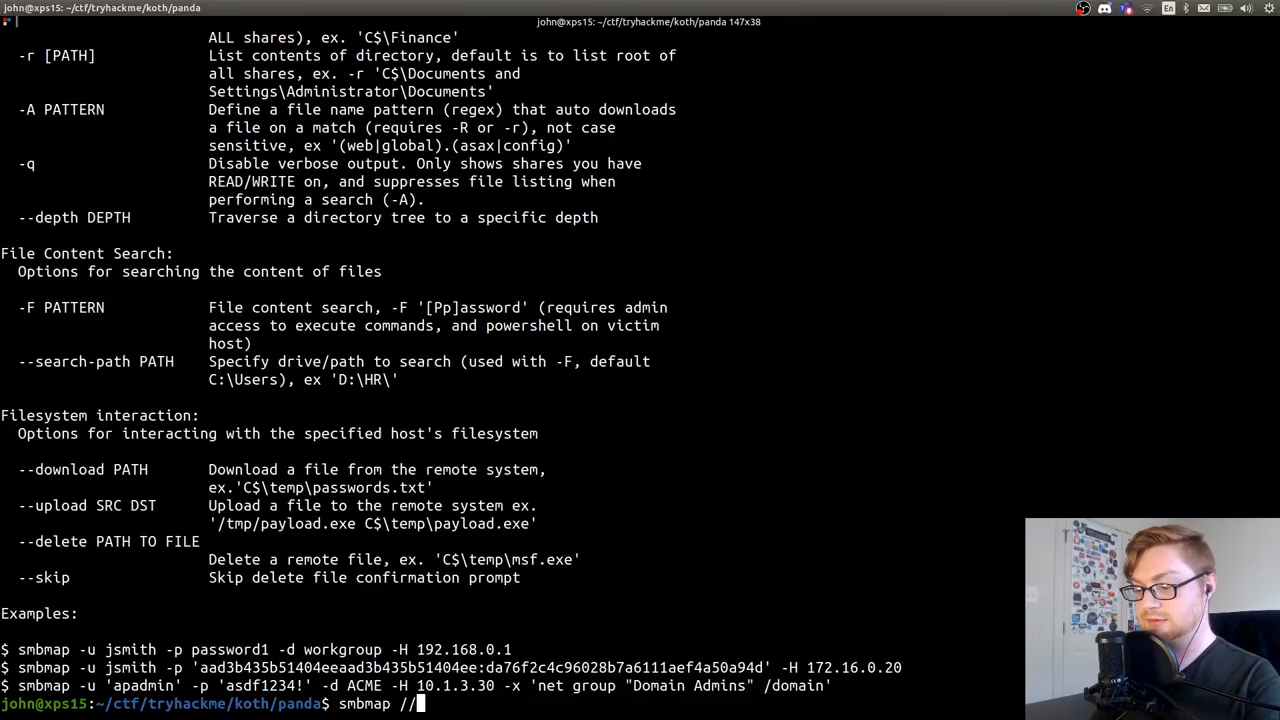 john@xps15: ~/ctf/tryhackme/koth/panda
En
john@xps15: ~/ctf/tryhackme/koth/panda 147x38
ALL shares), ex. 'C$\Finance'
-r [PATH] List contents of directory, default is to list root of
all shares, ex. -r 'C$\Documents and
Settings\Administrator\Documents'
-A PATTERN Define a file name pattern (regex) that auto downloads
a file on a match (requires -R or -r), not case
sensitive, ex '(web|global).(asax|config)'
-q Disable verbose output. Only shows shares you have
READ/WRITE on, and suppresses file listing when
performing a search (-A).
--depth DEPTH Traverse a directory tree to a specific depth
File Content Search:
Options for searching the content of files
-F PATTERN File content search, -F '[Pp]assword' (requires admin
access to execute commands, and powershell on victim
host)
--search-path PATH Specify drive/path to search (used with -F, default
C:\Users), ex 'D:\HR\'
Filesystem interaction:
Options for interacting with the specified host's filesystem
--download PATH Download a file from the remote system,
ex.'C$\temp\passwords.txt'
--upload SRC DST Upload a file to the remote system ex.
'/tmp/payload.exe C$\temp\payload.exe'
--delete PATH TO FILE
Delete a remote file, ex. 'C$\temp\msf.exe'
--skip Skip delete file confirmation prompt
Examples:
$ smbmap -u jsmith -p password1 -d workgroup -H 192.168.0.1
$ smbmap -u jsmith -p 'aad3b435b51404eeaad3b435b51404ee:da76f2c4c96028b7a6111aef4a50a94d' -H 172.16.0.20
$ smbmap -u 'apadmin' -p 'asdf1234!' -d ACME -H 10.1.3.30 -x 'net group "Domain Admins" /domain'
john@xps15:~/ctf/tryhackme/koth/panda$ smbmap //